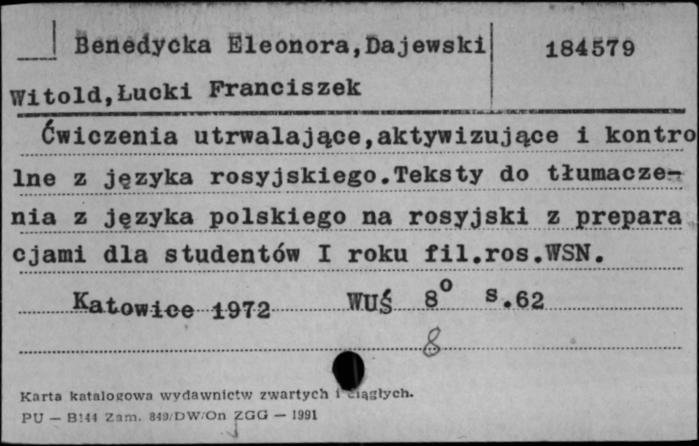 Benedycka Eleonora,Dajewski 184579
Witold,Łucki Franciszek
Ćwiczenia utrwalające,aktywizujące i kontro
lne z języka rosyjskiego.Teksty do tłumacze-
nia z języka polskiego na rosyjski z prepara
cjami dla studentów I roku fil.ros.WSN.
Katowice 1972 WUŚ 8° s.62
8
Karta katalogowa wydawnictw zwartych i ciągłych.
PU — B144 Zam. 849/DW/On ZGG — 1991